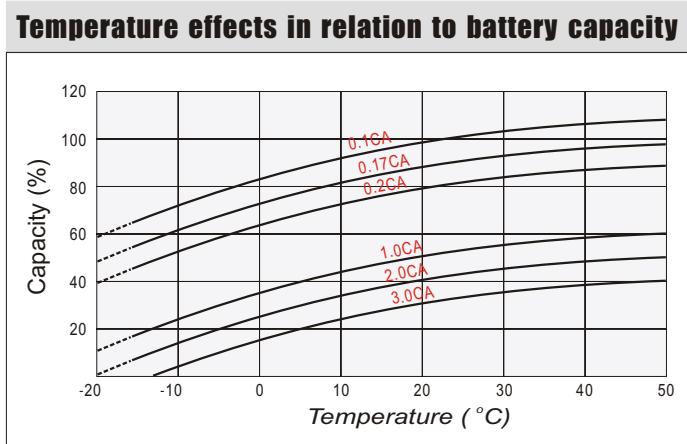 Temperature effects in relation to battery capacity
120
100
80
60
40
20
Capacity (%)
0.1CA
0.17CA
0.2CA
1.0CA
2.0CA
3.0CA
-20 -10 0 10 20 30 40 50
Temperature ( °C)